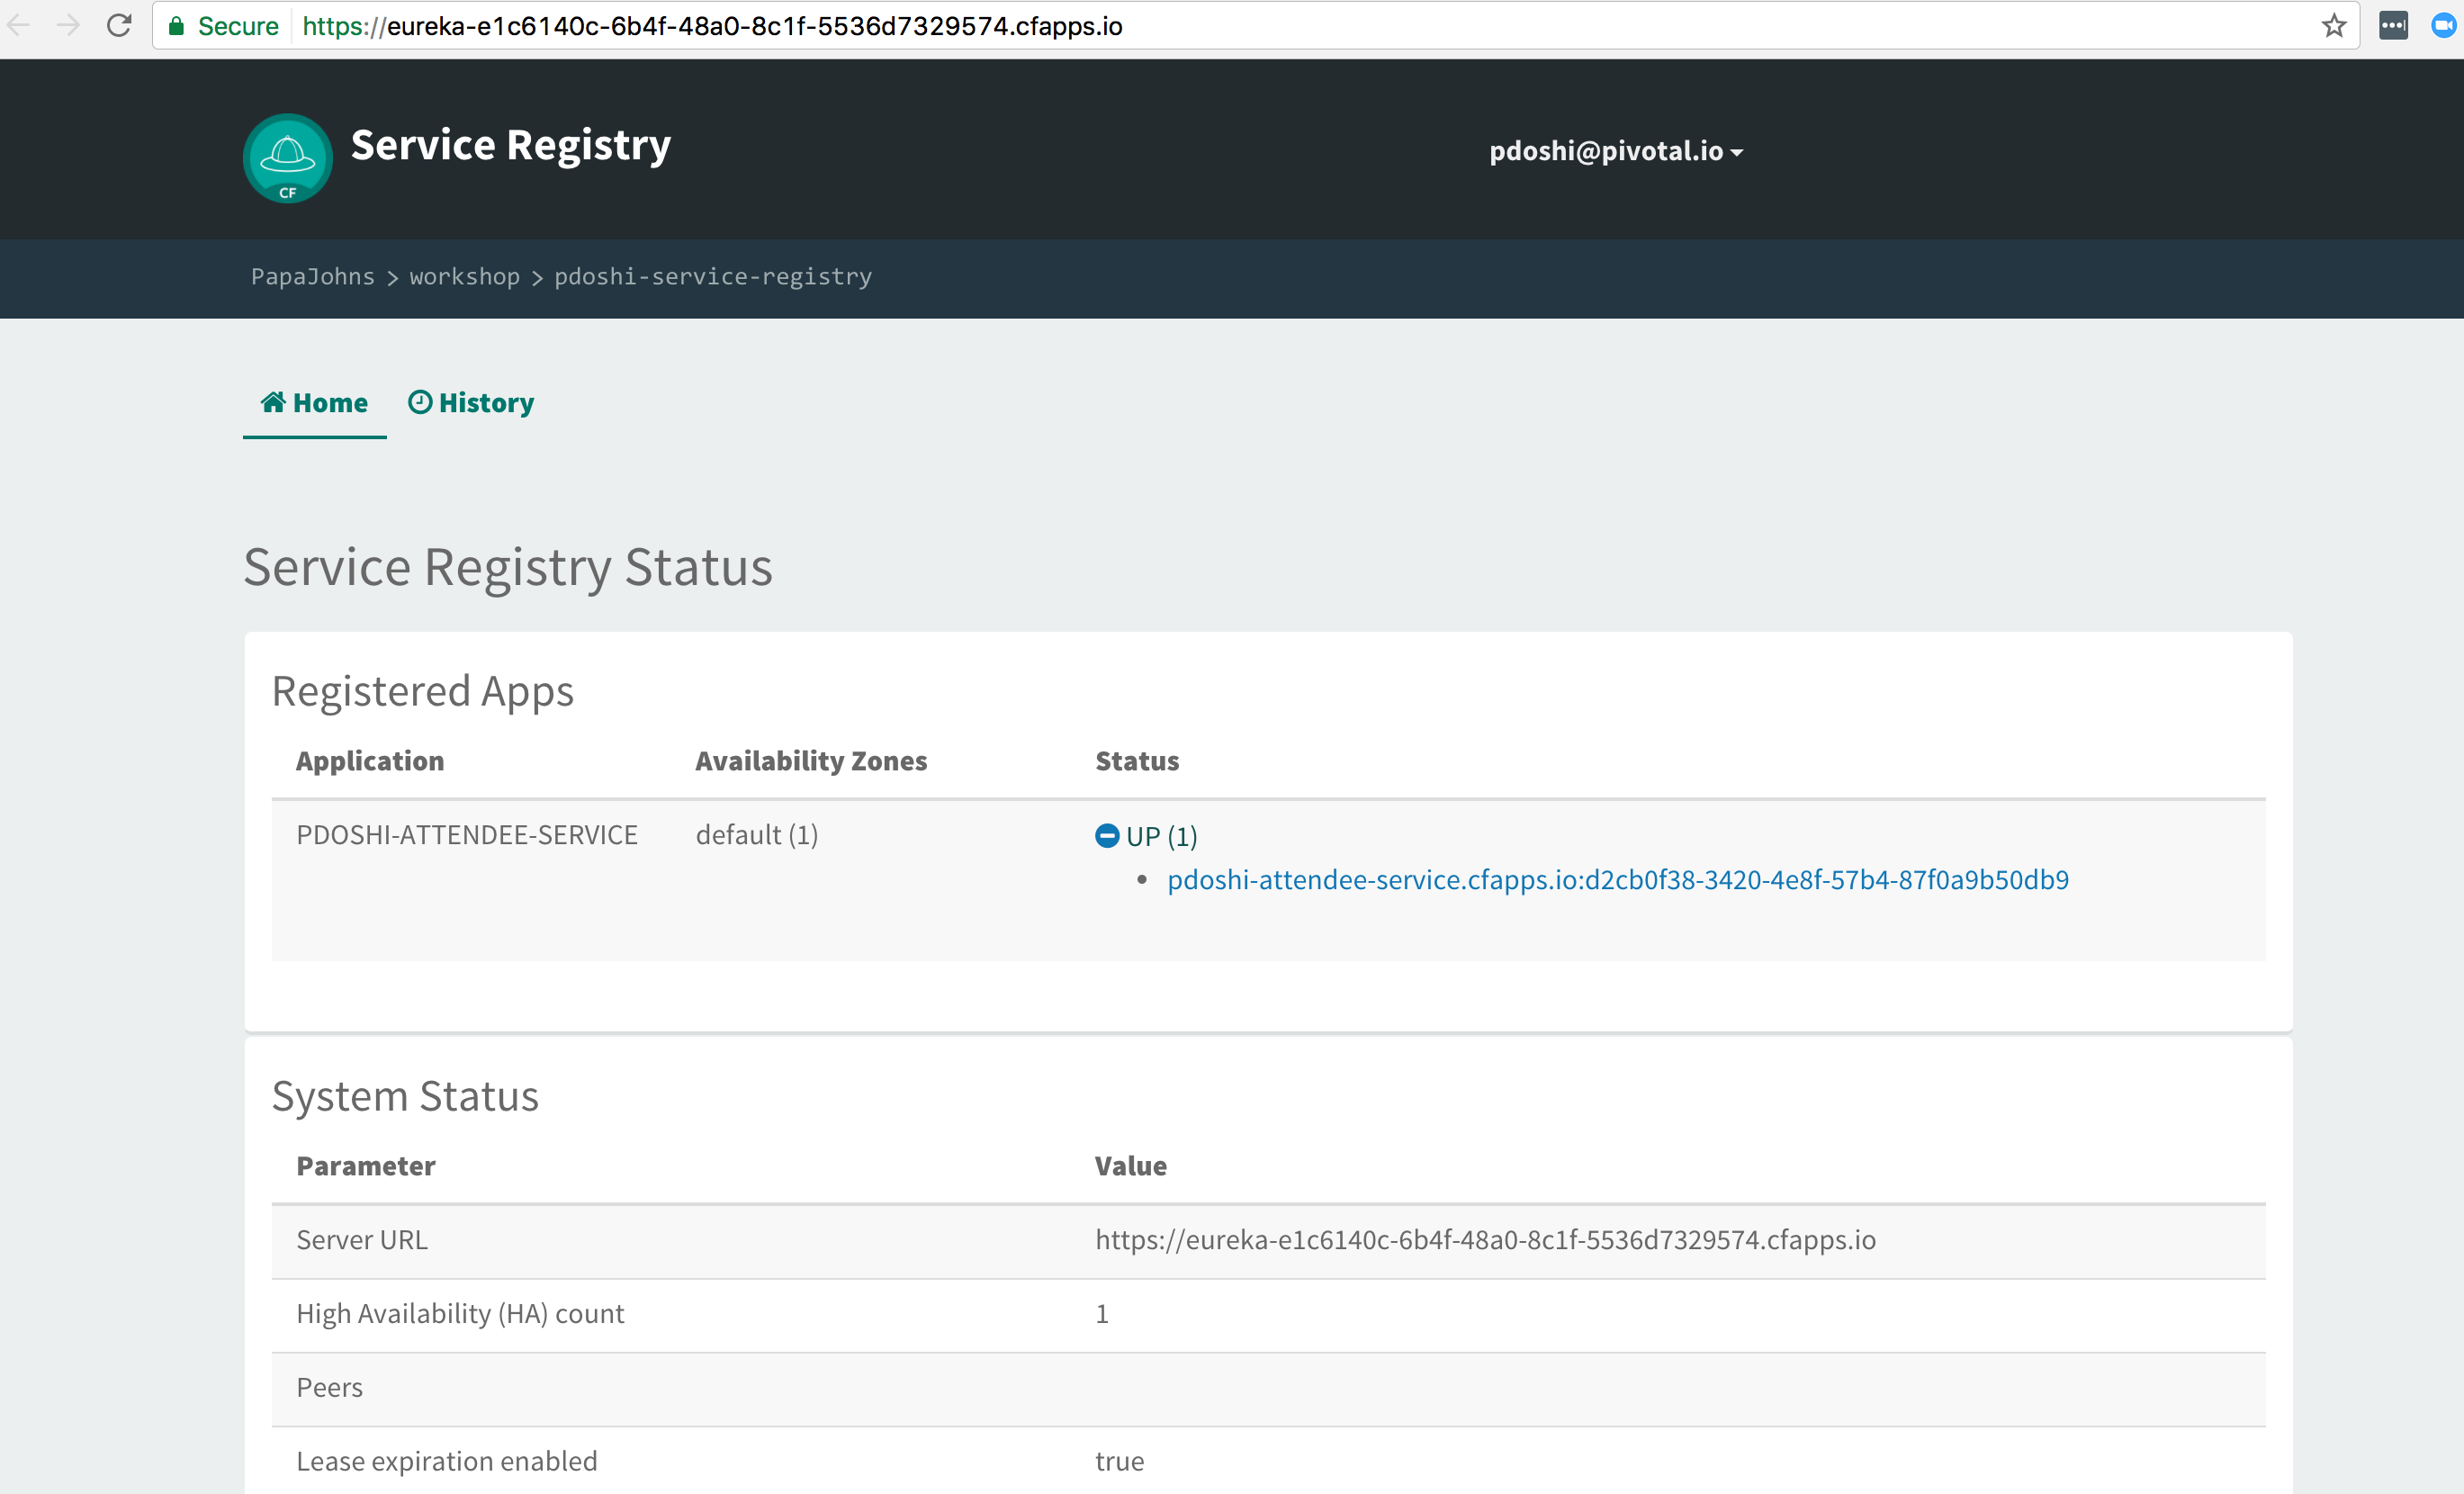 Secure https://eureka-e1c6140c-6b4f-48a0-8c1f-5536d7329574.cfapps.io
CF
Service Registry
pdoshi@pivotal.io
PapaJohns > workshop > pdoshi-service-registry
Home History
Service Registry Status
Registered Apps
Application Availability Zones Status
PDOSHI-ATTENDEE-SERVICE default (1) UP (1)
• pdoshi-attendee-service.cfapps.io:d2cb0f38-3420-4e8f-57b4-87f0a9b50db9
System Status
Parameter Value
Server URL https://eureka-e1c6140c-6b4f-48a0-8c1f-5536d7329574.cfapps.io
High Availability (HA) count 1
Peers
Lease expiration enabled true